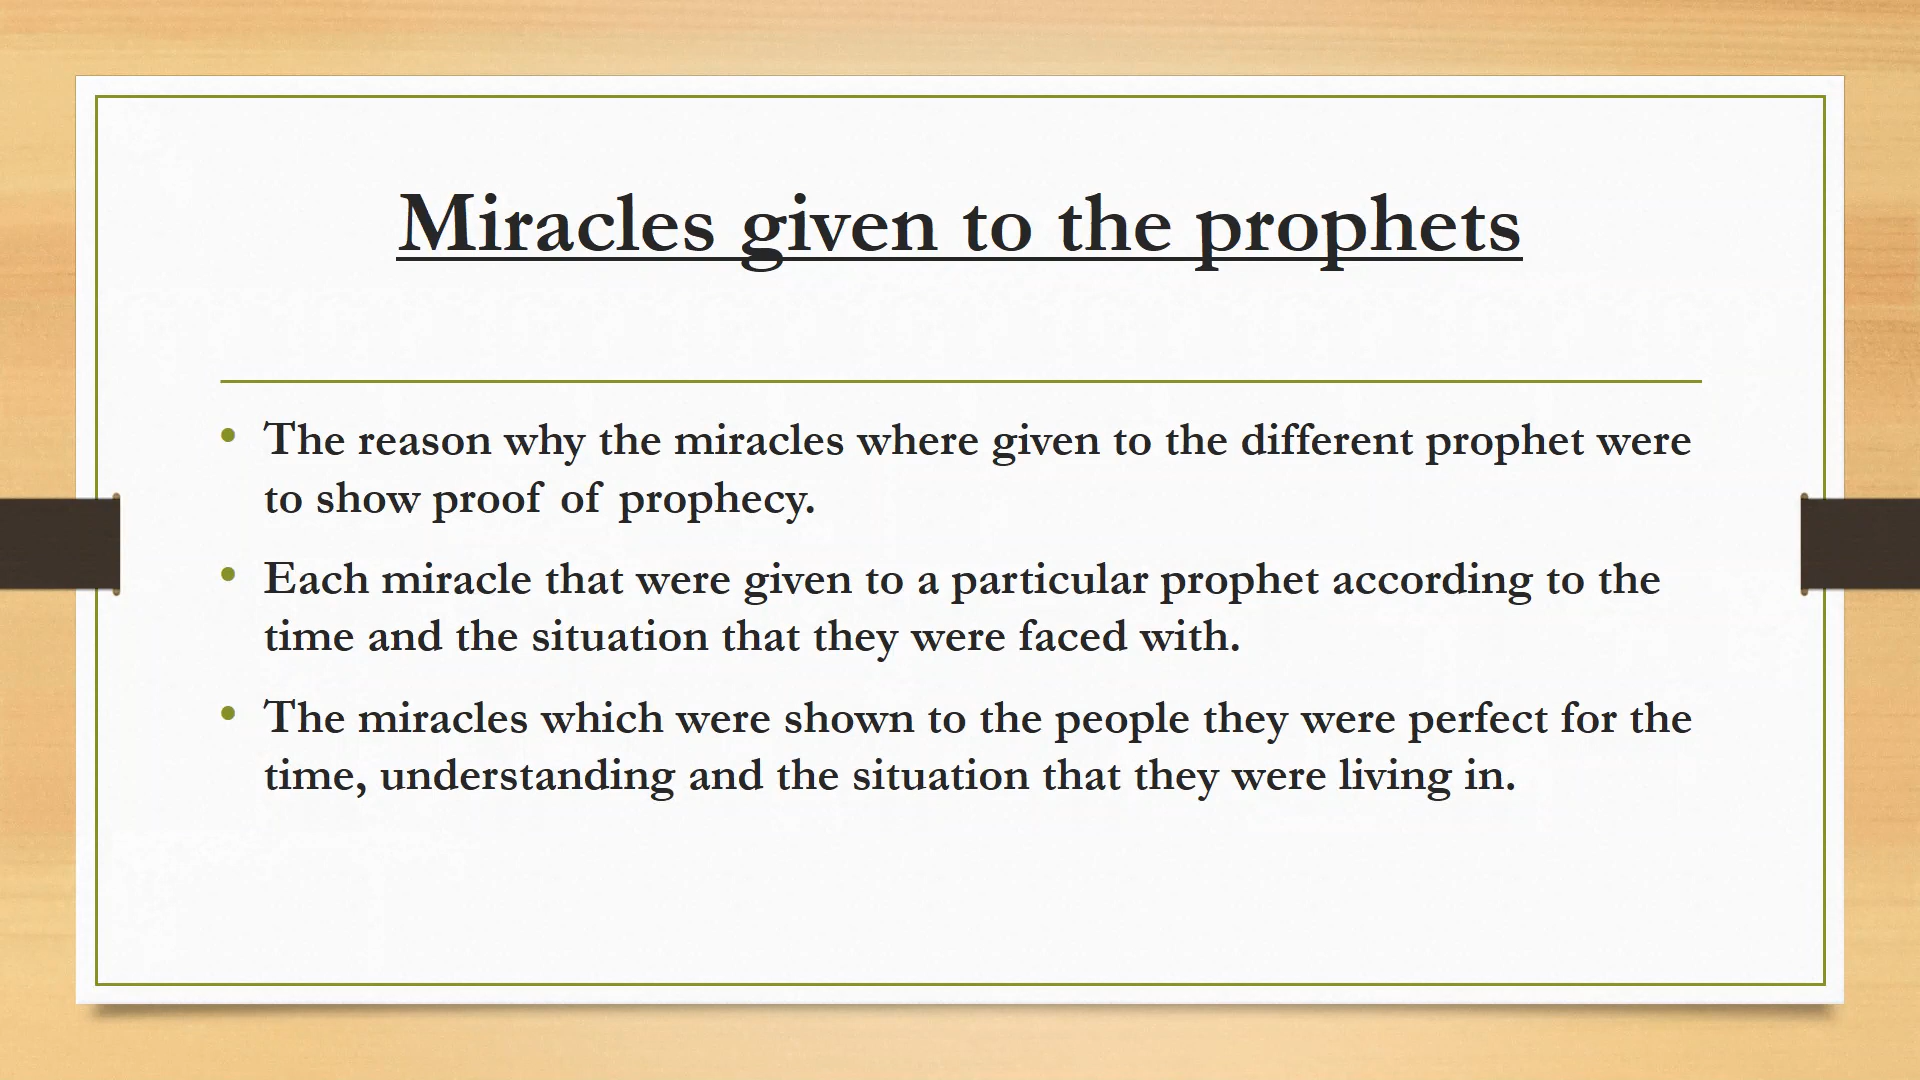 Miracles given to the prophets
• The reason why the miracles where given to the different prophet were
to show proof of prophecy.
• Each miracle that were given to a particular prophet according to the
time and the situation that they were faced with.
• The miracles which were shown to the people they were perfect for the
time, understanding and the situation that they were living in.